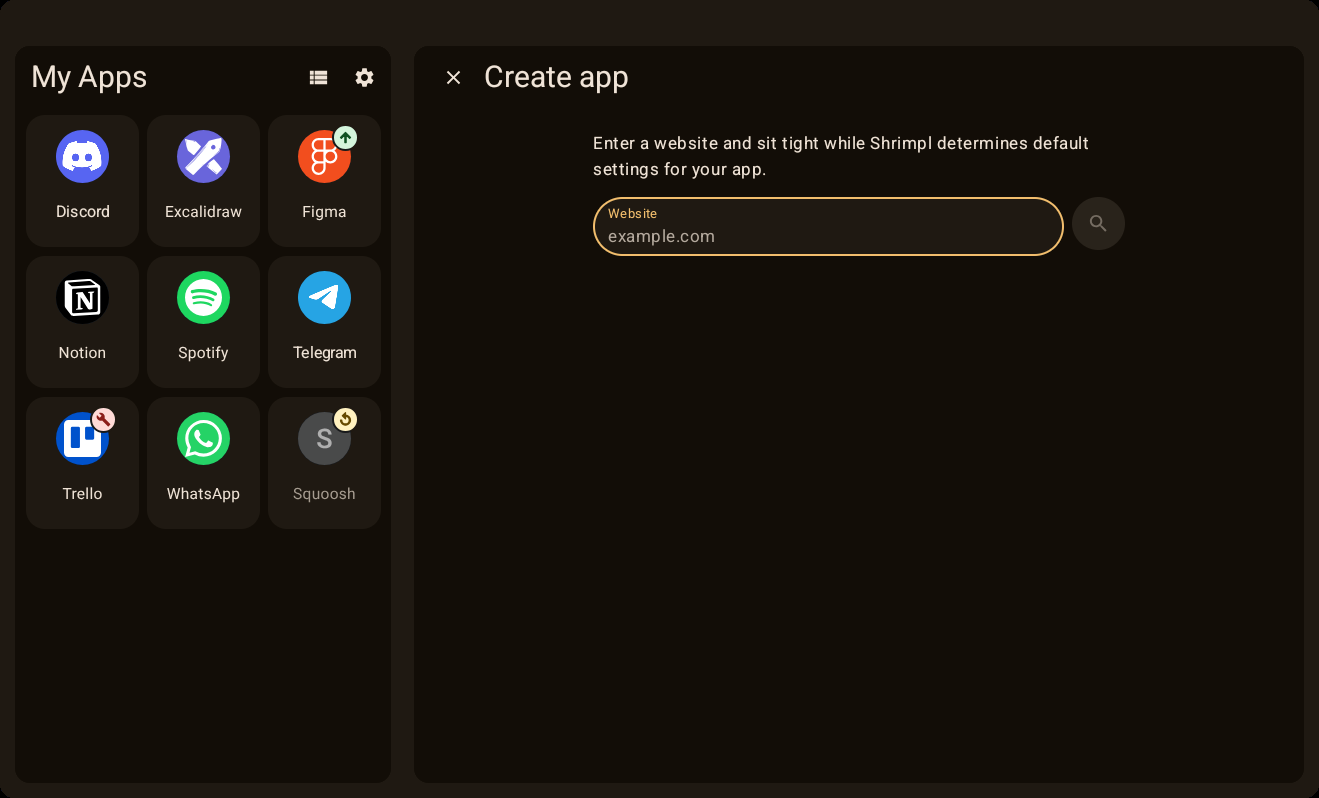 My Apps
Discord
Excalidraw
Figma
Notion
Spotify
Telegram
Trello
WhatsApp
S
Squoosh
Create app
Enter a website and sit tight while Shrimpl determines default
settings for your app.
Website
example.com